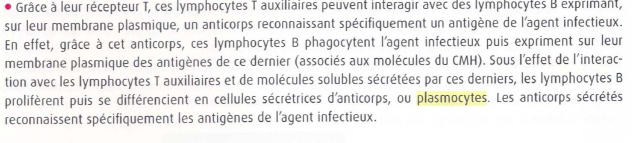 • Grâce à leur récepteur T, ces lymphocytes T auxiliaires peuvent interagir avec des lymphocytes B exprimant,
sur leur membrane plasmique, un anticorps reconnaissant spécifiquement un antigène de l'agent infectieux.
En effet, grâce à cet anticorps, ces lymphocytes B phagocytent l'agent infectieux puis expriment sur leur
membrane plasmique des antigènes de ce dernier (associés aux molécules du CMH). Sous l'effet de l'interac-
tion avec les lymphocytes T auxiliaires et de molécules solubles sécrétées par ces derniers, les lymphocytes B
prolifèrent puis se différencient en cellules sécrétrices d'anticorps, ou plasmocytes. Les anticorps sécrétés
reconnaissent spécifiquement les antigènes de l'agent infectieux.